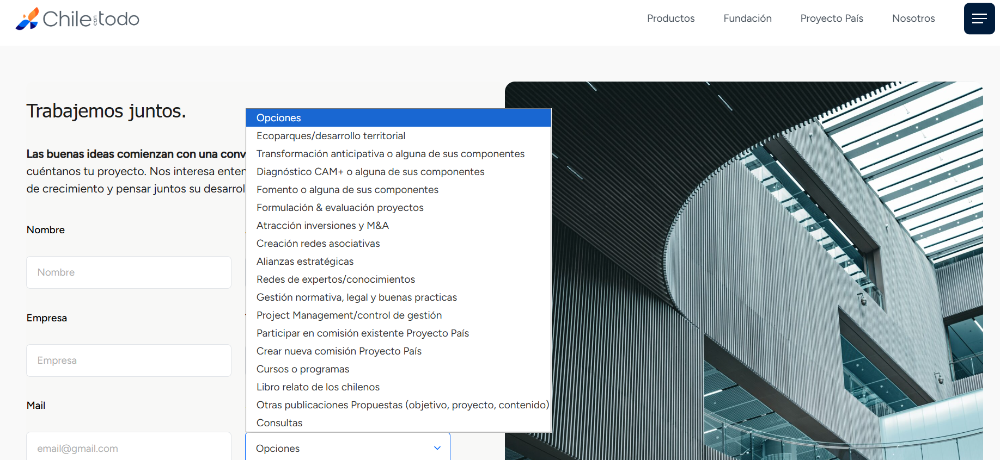 Chile con todo
Productos
Fundación
Proyecto País
Nosotros
Trabajemos juntos.
Las buenas ideas comienzan con una conv
cuéntanos tu proyecto. Nos interesa enten
de crecimiento y pensar juntos su desarrol
Nombre
Nombre
Empresa
Empresa
Mail
email@gmail.com
Opciones
Ecoparques/desarrollo territorial
Transformación anticipativa o alguna de sus componentes
Diagnóstico CAM+ o alguna de sus componentes
Fomento o alguna de sus componentes
Formulación & evaluación proyectos
Atracción inversiones y M&A
Creación redes asociativas
Alianzas estratégicas
Redes de expertos/conocimientos
Gestión normativa, legal y buenas practicas
Project Management/control de gestión
Participar en comisión existente Proyecto País
Crear nueva comisión Proyecto País
Cursos o programas
Libro relato de los chilenos
Otras publicaciones Propuestas (objetivo, proyecto, contenido)
Consultas
Opciones